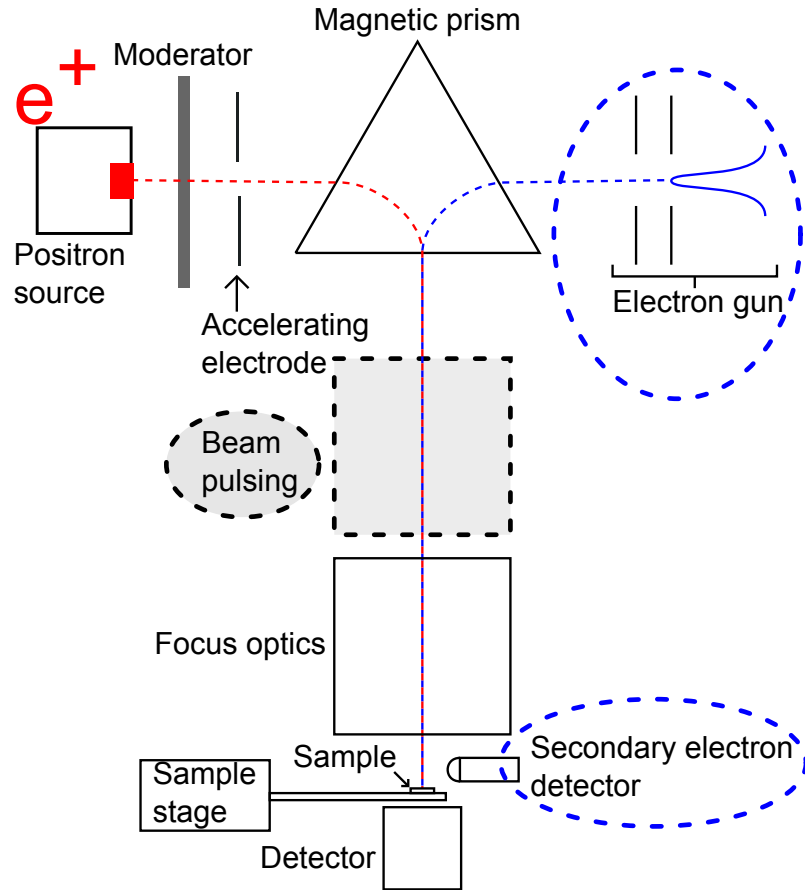 Magnetic prism
Moderator
e+
Positron
source
Accelerating
electrode
Electron gun
Beam
pulsing
Focus optics
Sample
Secondary electron
detector
Sample
stage
Detector